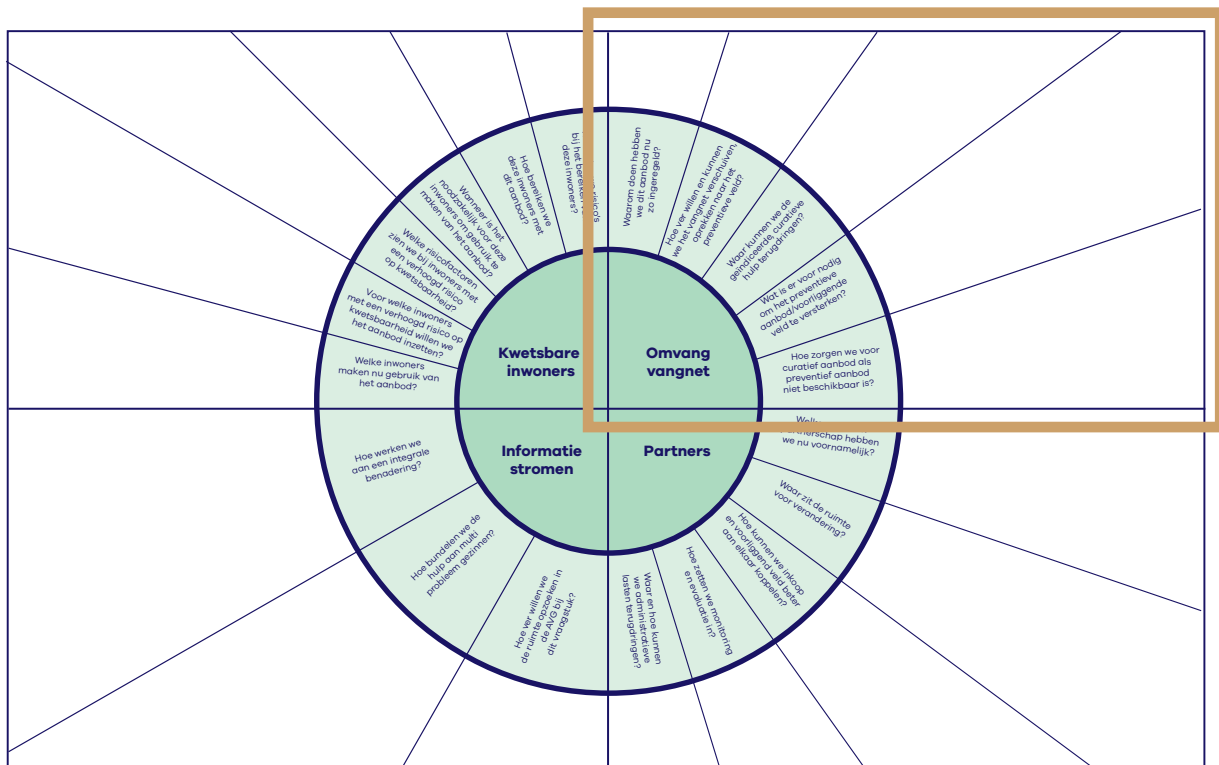 Kwetsbare
inwoners
Omvang
vangnet
Informatie
stromen
Partners
Waarom doen hebben
we dit aanbod nu
zo ingeregeld?
Hoe ver willen en kunnen
we het vangnet verschuiven,
oprekken naar het
preventieve veld?
Waar kunnen we de
geïndiceerde, curatieve
hulp terugdringen?
Wat is er voor nodig
om het preventieve
aanbod/voorliggende
veld te versterken?
Hoe zorgen we voor
curatief aanbod als
preventief aanbod
niet beschikbaar is?
hebben
we nu voornamelijk?
Waar zit de ruimte
voor verandering?
Hoe kunnen we inkoop
en voorliggend veld beter
aan elkaar koppelen?
Hoe zetten we monitoring
en evaluatie in?
Waar en hoe kunnen
we administratieve
lasten terugdringen?
Hoe ver willen we
de ruimte opzoeken in
de AVG bij
dit vraagstuk?
Hoe bundelen we de
hulp aan multi
probleem gezinnen?
Hoe werken we
aan een integrale
benadering?
Welke inwoners
maken nu gebruik van
het aanbod?
Voor welke inwoners
met een verhoogd risico op
kwetsbaarheid willen we
het aanbod inzetten?
Welke risicofactoren
zien we bij inwoners met
een verhoogd risico
op kwetsbaarheid?
Wanneer is het
noodzakelijk voor deze
inwoners om gebruik te
maken van het aanbod?
Hoe bereiken we
deze inwoners met
dit aanbod?
risico's
bij het bereiken
deze inwoners?